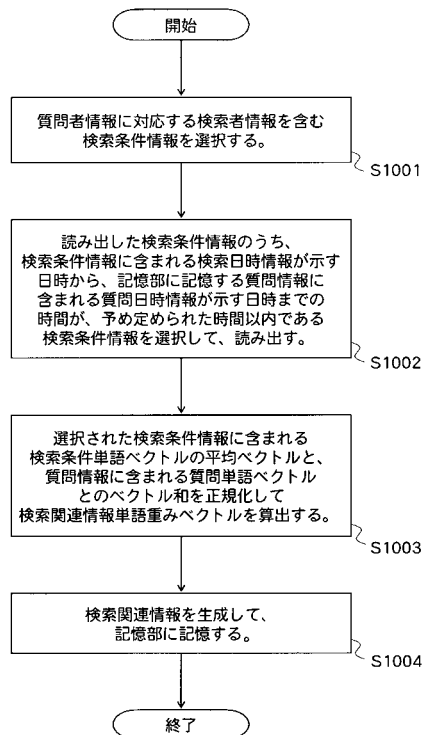 開始
質問者情報に対応する検索者情報を含む
検索条件情報を選択する。
S1001
読み出した検索条件情報のうち、
検索条件情報に含まれる検索日時情報が示す
日時から、記憶部に記憶する質問情報に
含まれる質問日時情報が示す日時までの
時間が、予め定められた時間以内である
検索条件情報を選択して、読み出す。
S1002
選択された検索条件情報に含まれる
検索条件単語ベクトルの平均ベクトルと、
質問情報に含まれる質問単語ベクトル
とのベクトル和を正規化して
検索関連情報単語重みベクトルを算出する。
S1003
検索関連情報を生成して、
記憶部に記憶する。
S1004
終了